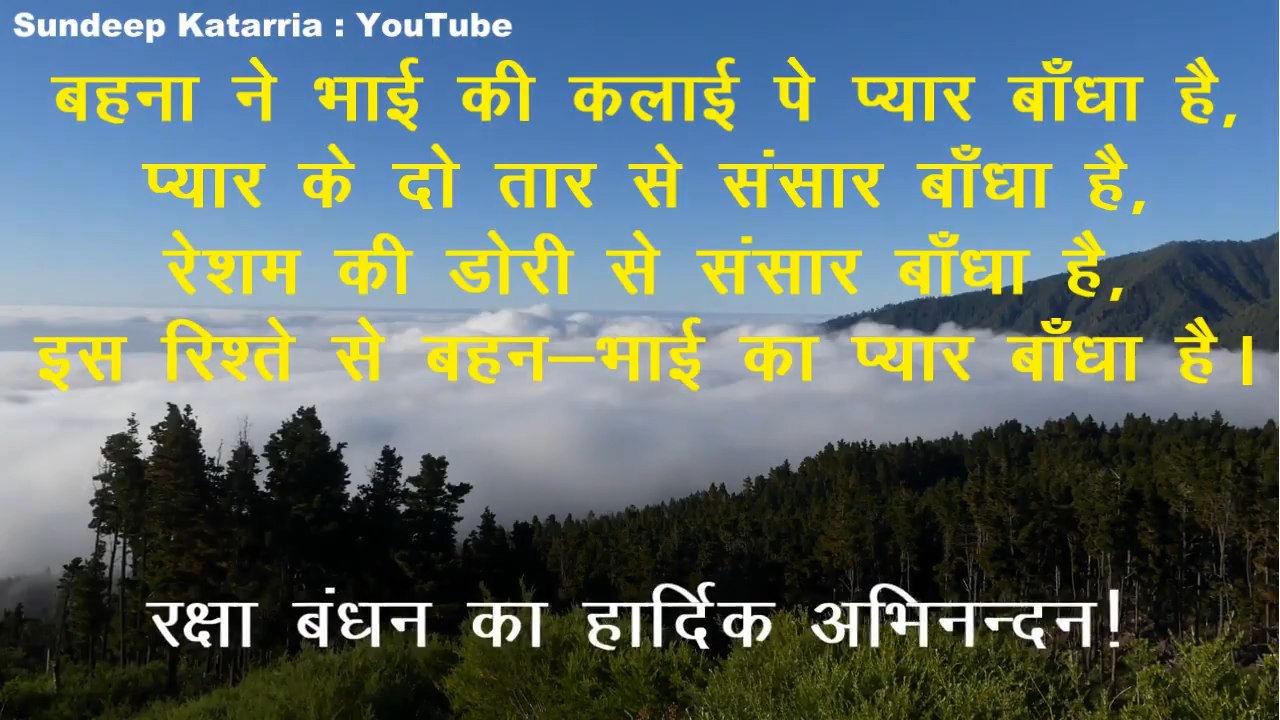 Sundeep Katarria : YouTube
बहना ने भाई की कलाई पे प्यार बाँधा है,
प्यार के दो तार से संसार बाँधा है,
रेशम की डोरी से संसार बाँधा है,
इस रिश्ते से बहन–भाई का प्यार बाँधा है।
रक्षा बंधन का हार्दिक अभिनन्दन!